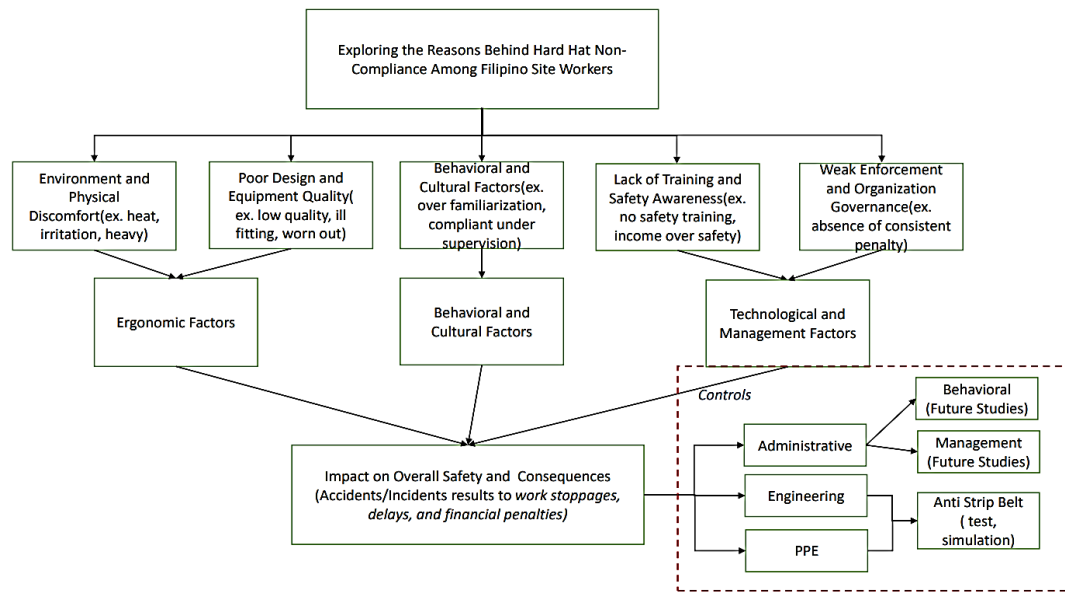 Exploring the Reasons Behind Hard Hat Non-
Compliance Among Filipino Site Workers
Environment and
Physical
Discomfort(ex. heat,
irritation, heavy)
Poor Design and
Equipment Quality(
ex. low quality, ill
fitting, worn out)
Behavioral and
Cultural Factors(ex.
over familiarization,
compliant under
supervision)
Lack of Training and
Safety Awareness(ex.
no safety training,
income over safety)
Weak Enforcement
and Organization
Governance(ex.
absence of consistent
penalty)
Ergonomic Factors
Behavioral and
Cultural Factors
Technological and
Management Factors
Controls
Impact on Overall Safety and Consequences
(Accidents/Incidents results to work stoppages,
delays, and financial penalties)
Administrative
Engineering
PPE
Behavioral
(Future Studies)
Management
(Future Studies)
Anti Strip Belt
( test,
simulation)